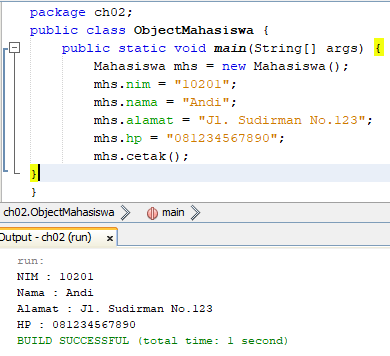 package ch02;
public class ObjectMahasiswa {
public static void main(String[] args) {
Mahasiswa mhs = new Mahasiswa();
mhs.nim = "10201";
mhs.nama = "Andi";
mhs.alamat = "Jl. Sudirman No.123";
mhs.hp = "081234567890";
mhs.cetak();
}
}
ch02.ObjectMahasiswa main
Output - ch02 (run) x
run:
NIM : 10201
Nama : Andi
Alamat : Jl. Sudirman No.123
HP : 081234567890
BUILD SUCCESSFUL (total time: 1 second)